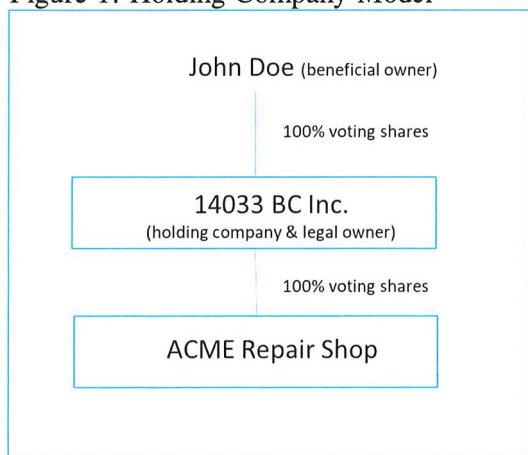 Figure 1: Holding Company Model
John Doe (beneficial owner)
100% voting shares
14033 BC Inc.
(holding company & legal owner)
100% voting shares
ACME Repair Shop